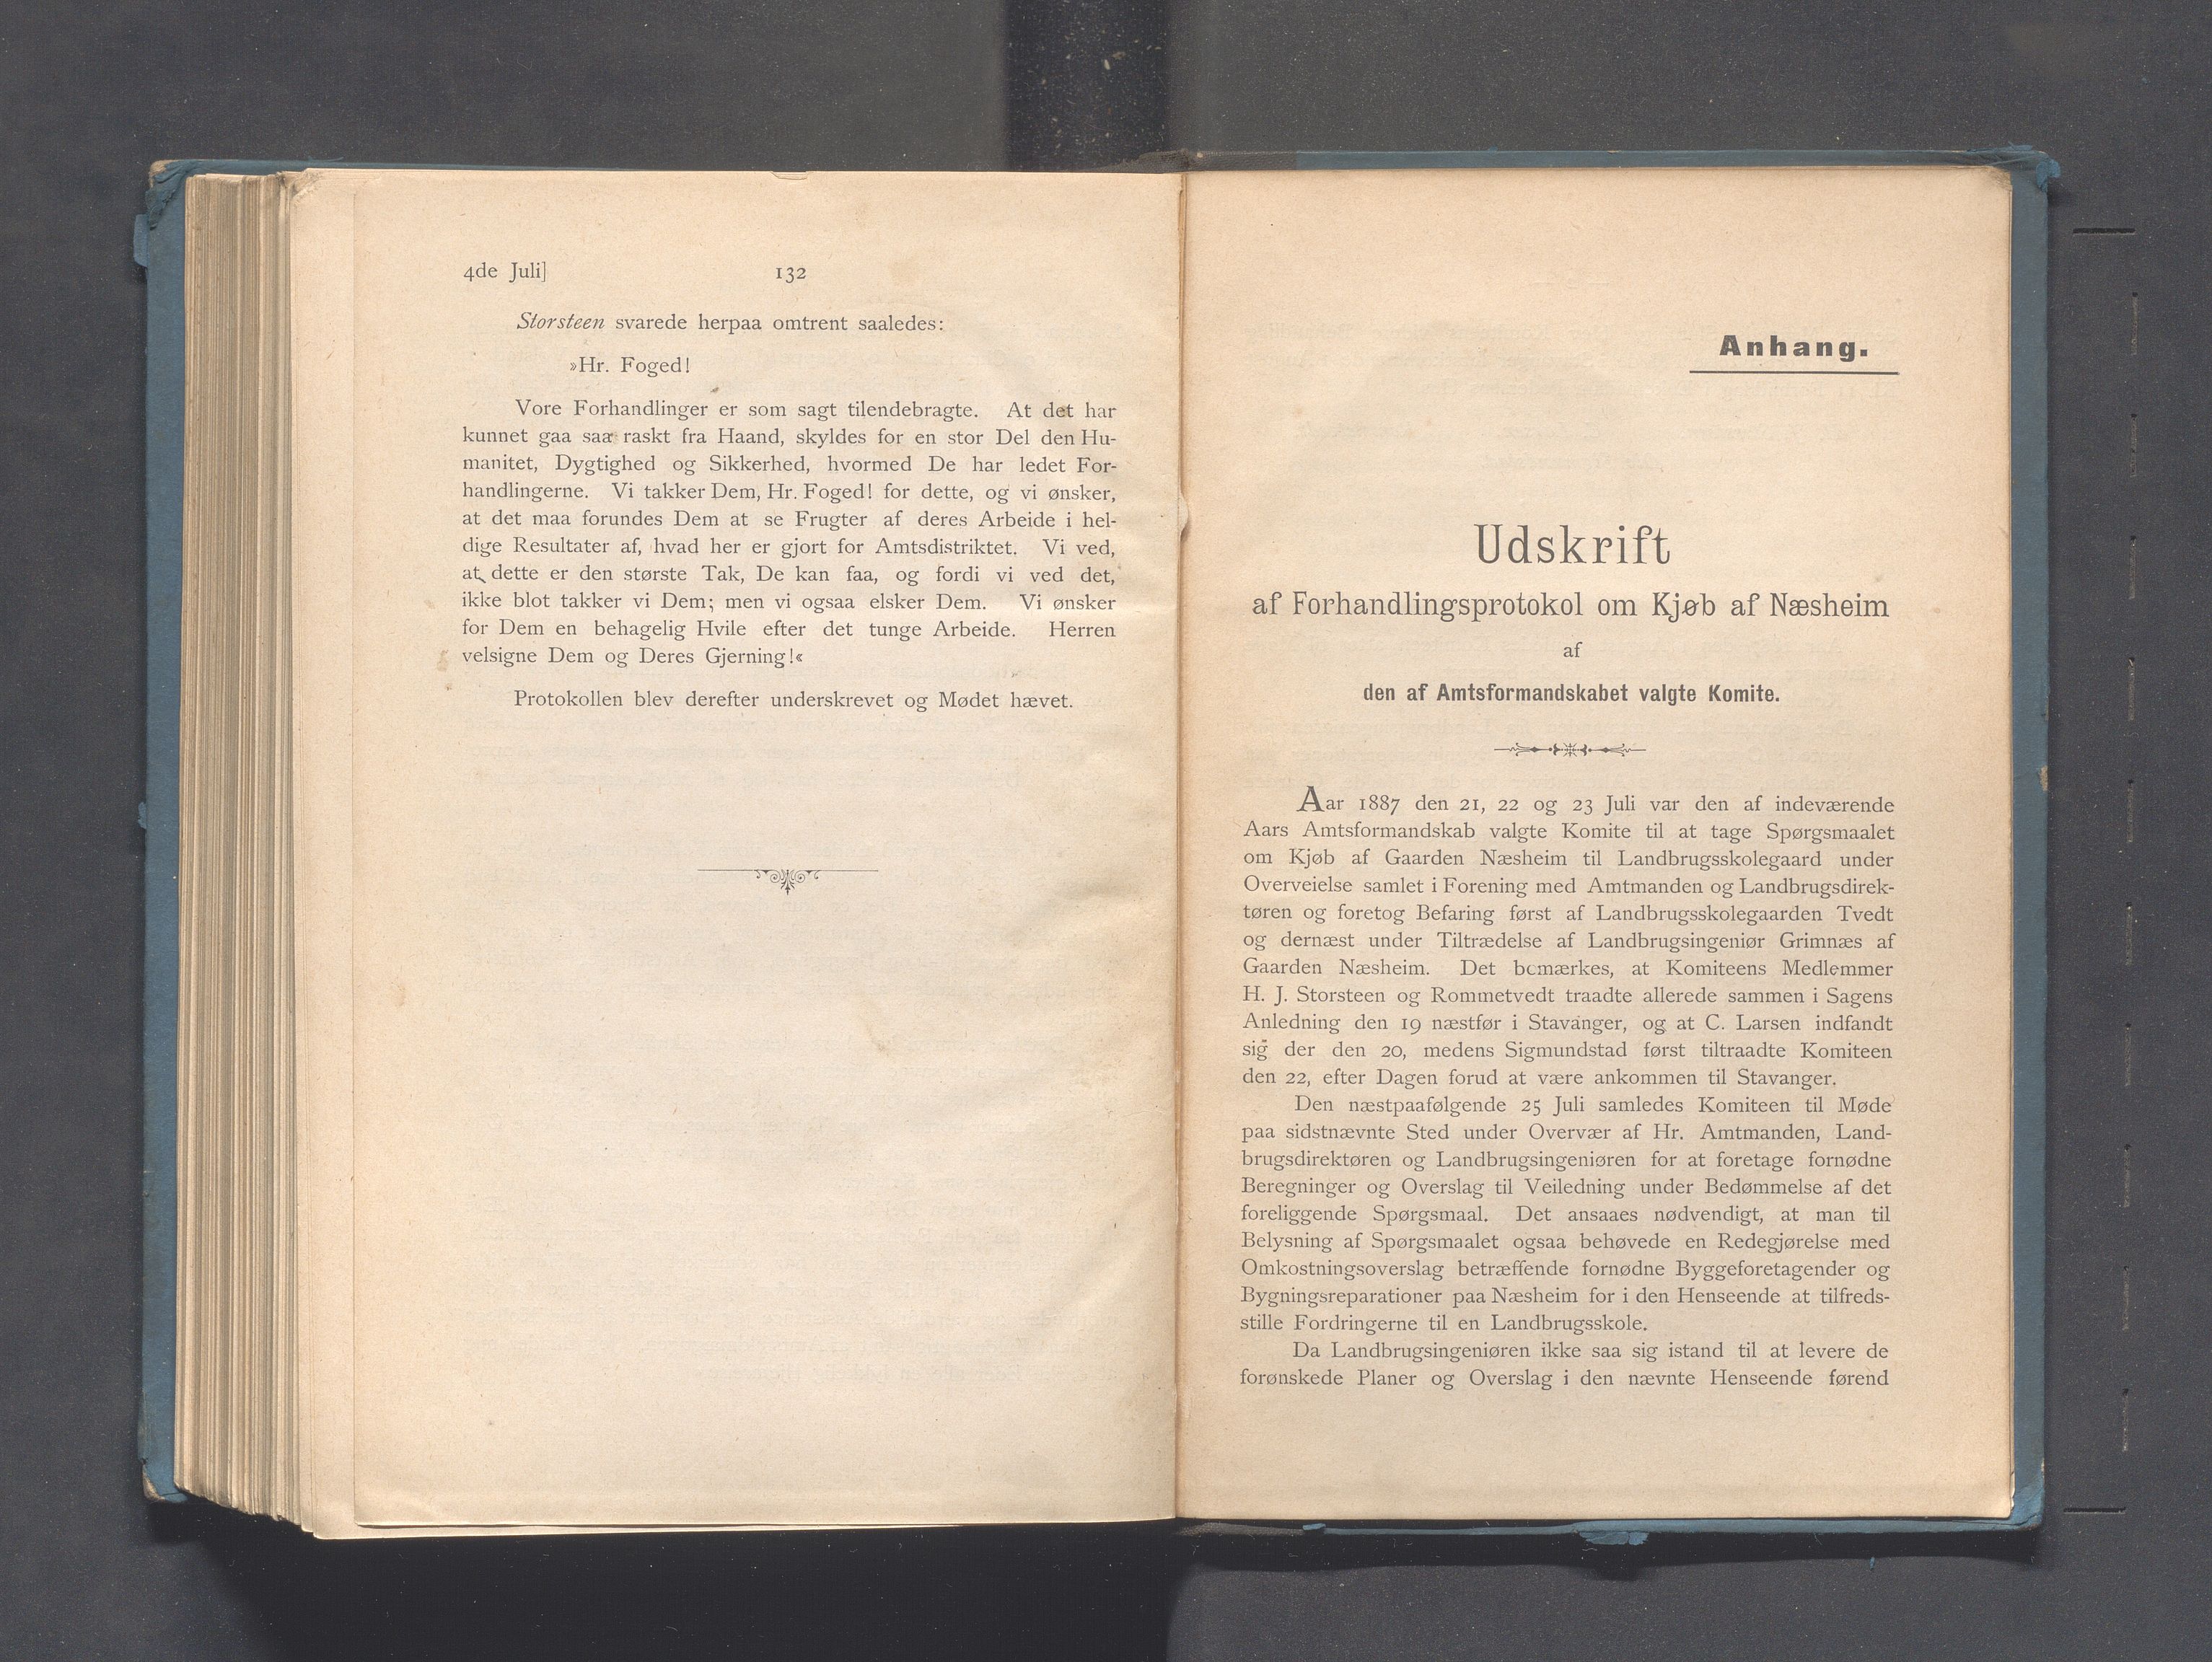 4de Juli]
132
Storsteen svarede herpaa omtrent saaledes:
»Hr. Foged!
Vore Forhandlinger er som sagt tilendebragte. At det har
kunnet gaa saa raskt fra Haand, skyldes for en stor Del den Hu-
manitet, Dygtighed og Sikkerhed, hvormed De har ledet For-
handlingerne. Vi takker Dem, Hr. Foged! for dette, og vi ønsker,
at det maa forundes Dem at se Frugter af deres Arbeide i hel-
dige Resultater af, hvad her er gjort for Amtsdistriktet. Vi ved,
at dette er den største Tak, De kan faa, og fordi vi ved det,
ikke blot takker vi Dem; men vi ogsaa elsker Dem. Vi ønsker
for Dem en behagelig Hvile efter det tunge Arbeide. Herren
velsigne Dem og Deres Gjerning!«
Protokollen blev derefter underskrevet og Mødet hævet.
Anhang.
Udskrift
af Forhandlingsprotokol om Kjøb af Næsheim
af
den af Amtsformandskabet valgte Komite.
Aar 1887 den 21, 22 og 23 Juli var den af indeværende
Aars Amtsformandskab valgte Komite til at tage Spørgsmaalet
om Kjøb af Gaarden Næsheim til Landbrugsskolegaard under
Overveielse samlet i Forening med Amtmanden og Landbrugsdirek-
tøren og foretog Befaring først af Landbrugsskolegaarden Tvedt
og dernæst under Tiltrædelse af Landbrugsingeniør Grimnæs af
Gaarden Næsheim. Det bemærkes, at Komiteens Medlemmer
H. J. Storsteen og Rommetvedt traadte allerede sammen i Sagens
Anledning den 19 næstfør i Stavanger, og at C. Larsen indfandt
sig der den 20, medens Sigmundstad først tiltraadte Komiteen
den 22, efter Dagen forud at være ankommen til Stavanger.
Den næstpaafølgende 25 Juli samledes Komiteen til Møde
paa sidstnævnte Sted under Overvær af Hr. Amtmanden, Land-
brugsdirektøren og Landbrugsingeniøren for at foretage fornødne
Beregninger og Overslag til Veiledning under Bedømmelse af det
foreliggende Spørgsmaal. Det ansaaes nødvendigt, at man til
Belysning af Spørgsmaalet ogsaa behøvede en Redegjørelse med
Omkostningsoverslag betræffende fornødne Byggeforetagender og
Bygningsreparationer paa Næsheim for i den Henseende at tilfreds-
stille Fordringerne til en Landbrugsskole.
Da Landbrugsingeniøren ikke saa sig istand til at levere de
forønskede Planer og Overslag i den nævnte Henseende førend